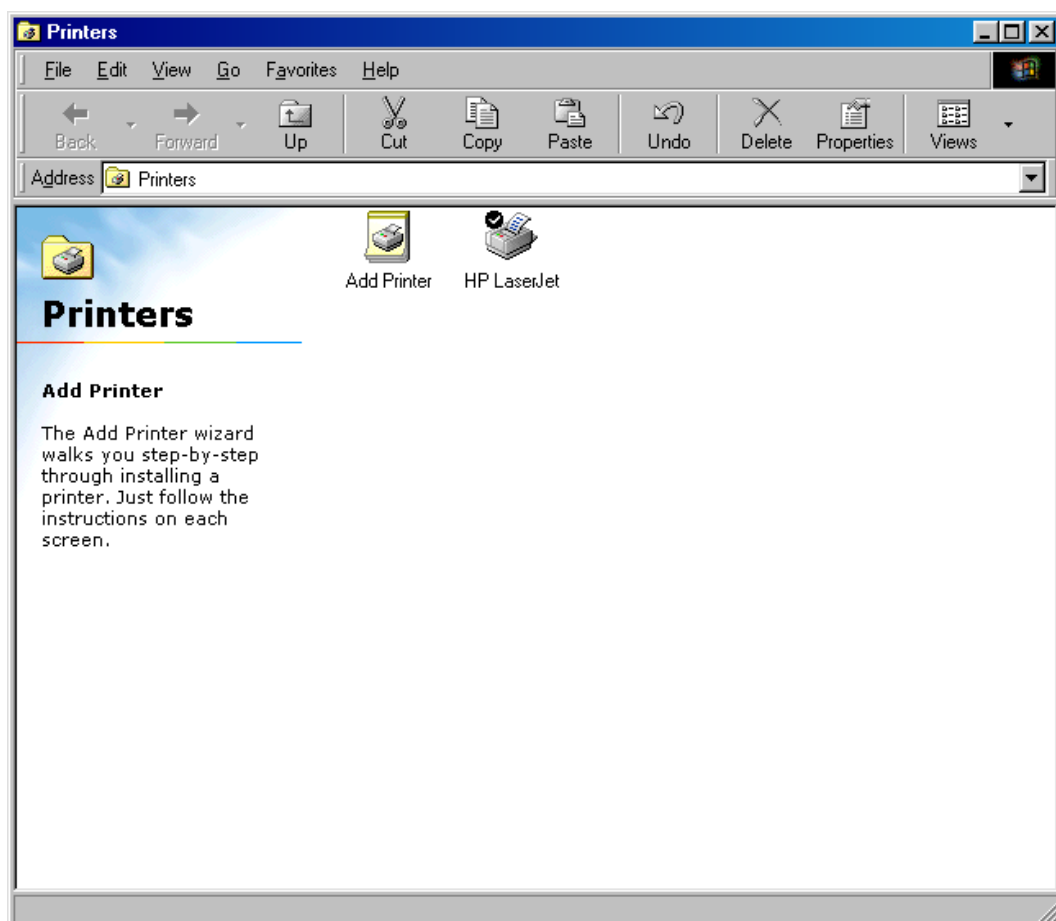 Printers
File Edit View Go Favorites Help
Back Forward Up Cut Copy Paste Undo Delete Properties Views
Address Printers
Add Printer HP LaserJet
Printers
Add Printer
The Add Printer wizard
walks you step-by-step
through installing a
printer. Just follow the
instructions on each
screen.